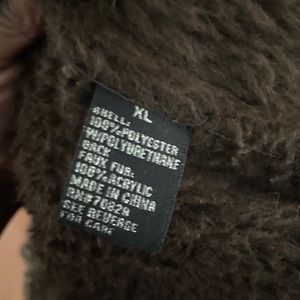 XL
SHELL:
100%POLYESTER
W/POLYURETHANE
BACK
FAUX FUR:
100%ACRYLIC
MADE IN CHINA
SEE REVERSE
FOR CARE